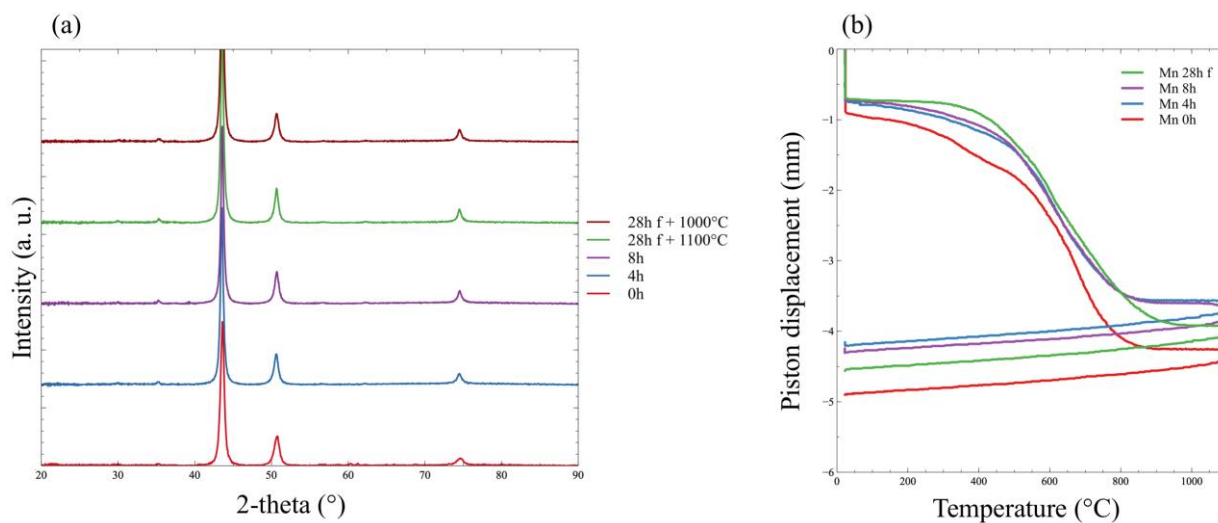 (a)
Intensity (a. u.)
20 30 40 50 60 70 80 90
2-theta (°)
28h f + 1000°C
28h f + 1100°C
8h
4h
0h
(b)
Piston displacement (mm)
0
−1
−2
−3
−4
−5
−6
Mn 28h f
Mn 8h
Mn 4h
Mn 0h
0 200 400 600 800 1000
Temperature (°C)